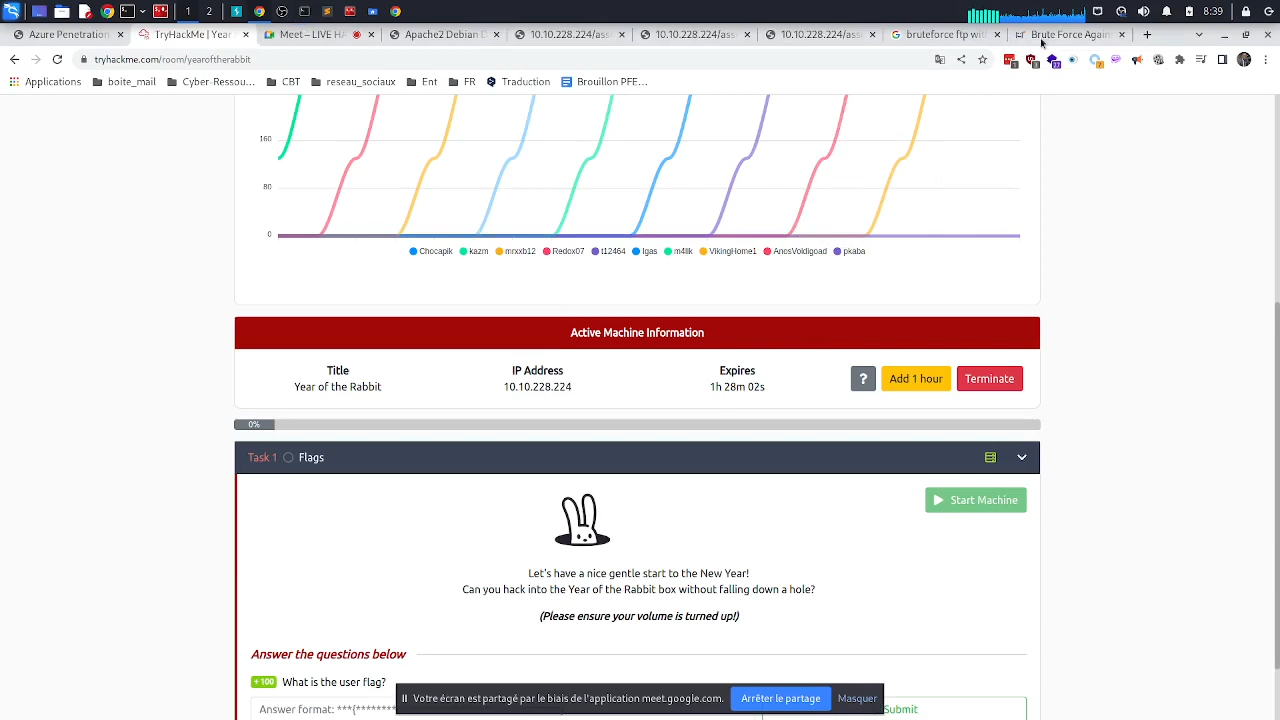 1 2 8:39
Azure Penetration TryHackMe | Year Meet – LIVE HA Apache2 Debian D 10.10.228.224/ass 10.10.228.224/ass 10.10.228.224/ass bruteforce ftp with Brute Force Agains
tryhackme.com/room/yearoftherabbit
Applications boite_mail Cyber-Ressou... CBT reseau_sociaux Ent FR Traduction Brouillon PFE...
160
80
0
Chocapik kazm mrxxb12 Redox07 t12464 Igas m4lik VikingHome1 AnosVoldigoad pkaba
Active Machine Information
Title IP Address Expires
Year of the Rabbit 10.10.228.224 1h 28m 02s ? Add 1 hour Terminate
0%
Task 1 Flags
Start Machine
Let's have a nice gentle start to the New Year!
Can you hack into the Year of the Rabbit box without falling down a hole?
(Please ensure your volume is turned up!)
Answer the questions below
+100 What is the user flag?
Votre écran est partagé par le biais de l'application meet.google.com. Arrêter le partage Masquer
Answer format: ***{******** Submit